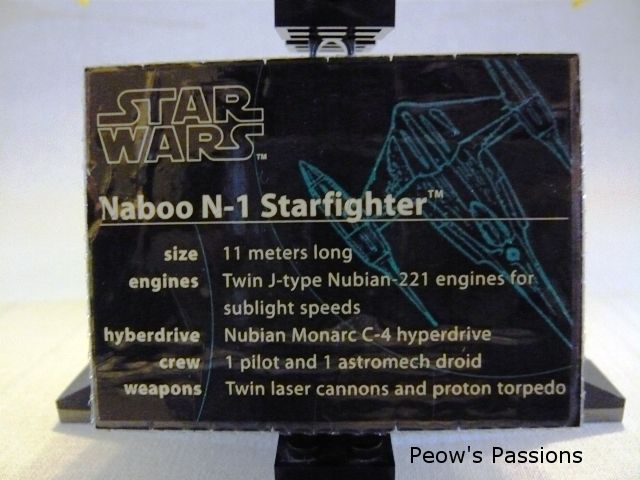 STAR
WARS™
Naboo N-1 Starfighter™
size 11 meters long
engines Twin J-type Nubian-221 engines for
sublight speeds
hyberdrive Nubian Monarc C-4 hyperdrive
crew 1 pilot and 1 astromech droid
weapons Twin laser cannons and proton torpedo
Peow's Passions